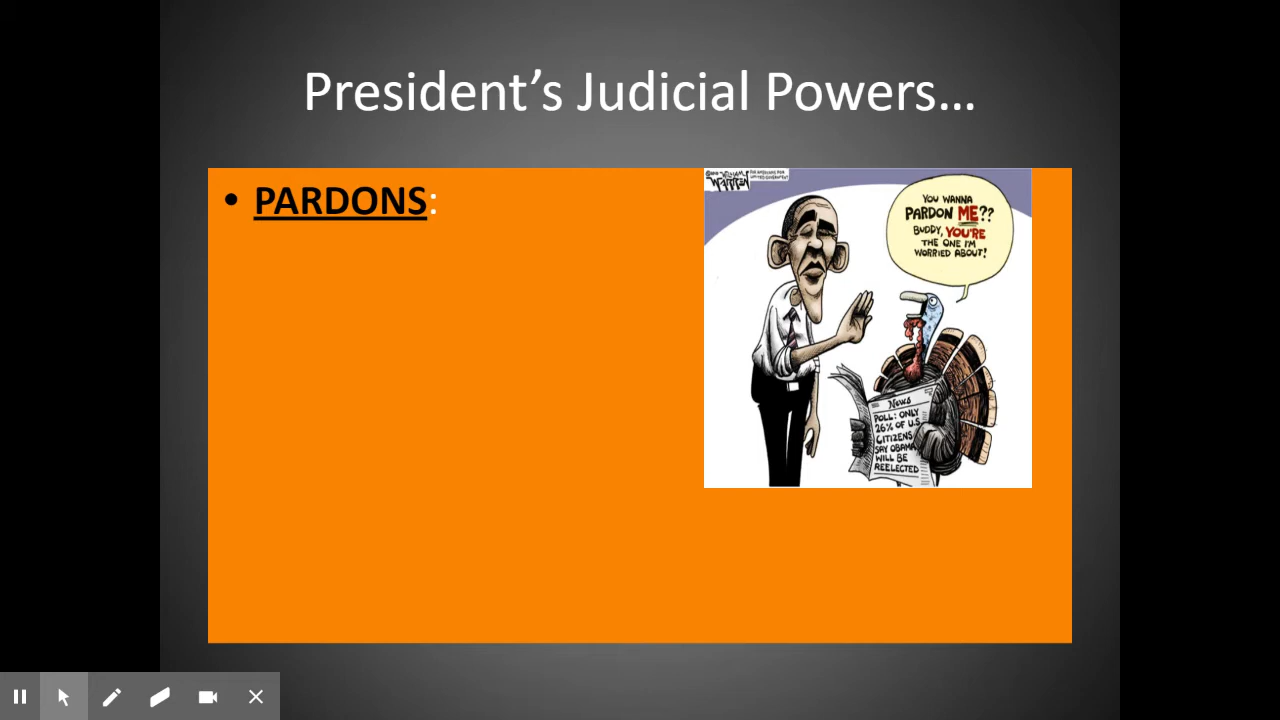 President’s Judicial Powers…
• PARDONS:
WARREN
YOU WANNA
PARDON ME??
BUDDY, YOU'RE
THE ONE I'M
WORRIED ABOUT!
News
POLL: ONLY
26% OF U.S
CITIZENS
SAY OBAMA
WILL BE
REELECTED